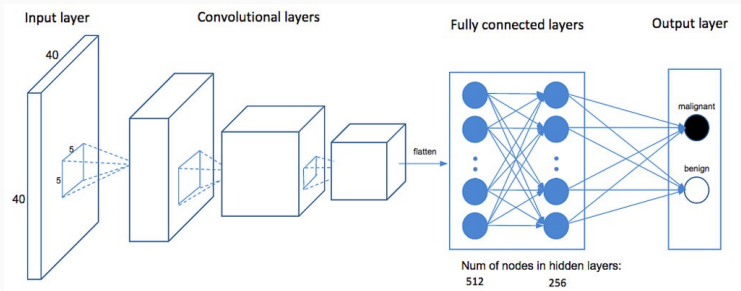 Input layer
Convolutional layers
Fully connected layers
Output layer
40
40
5
5
flatten
malignant
benign
Num of nodes in hidden layers:
512 256